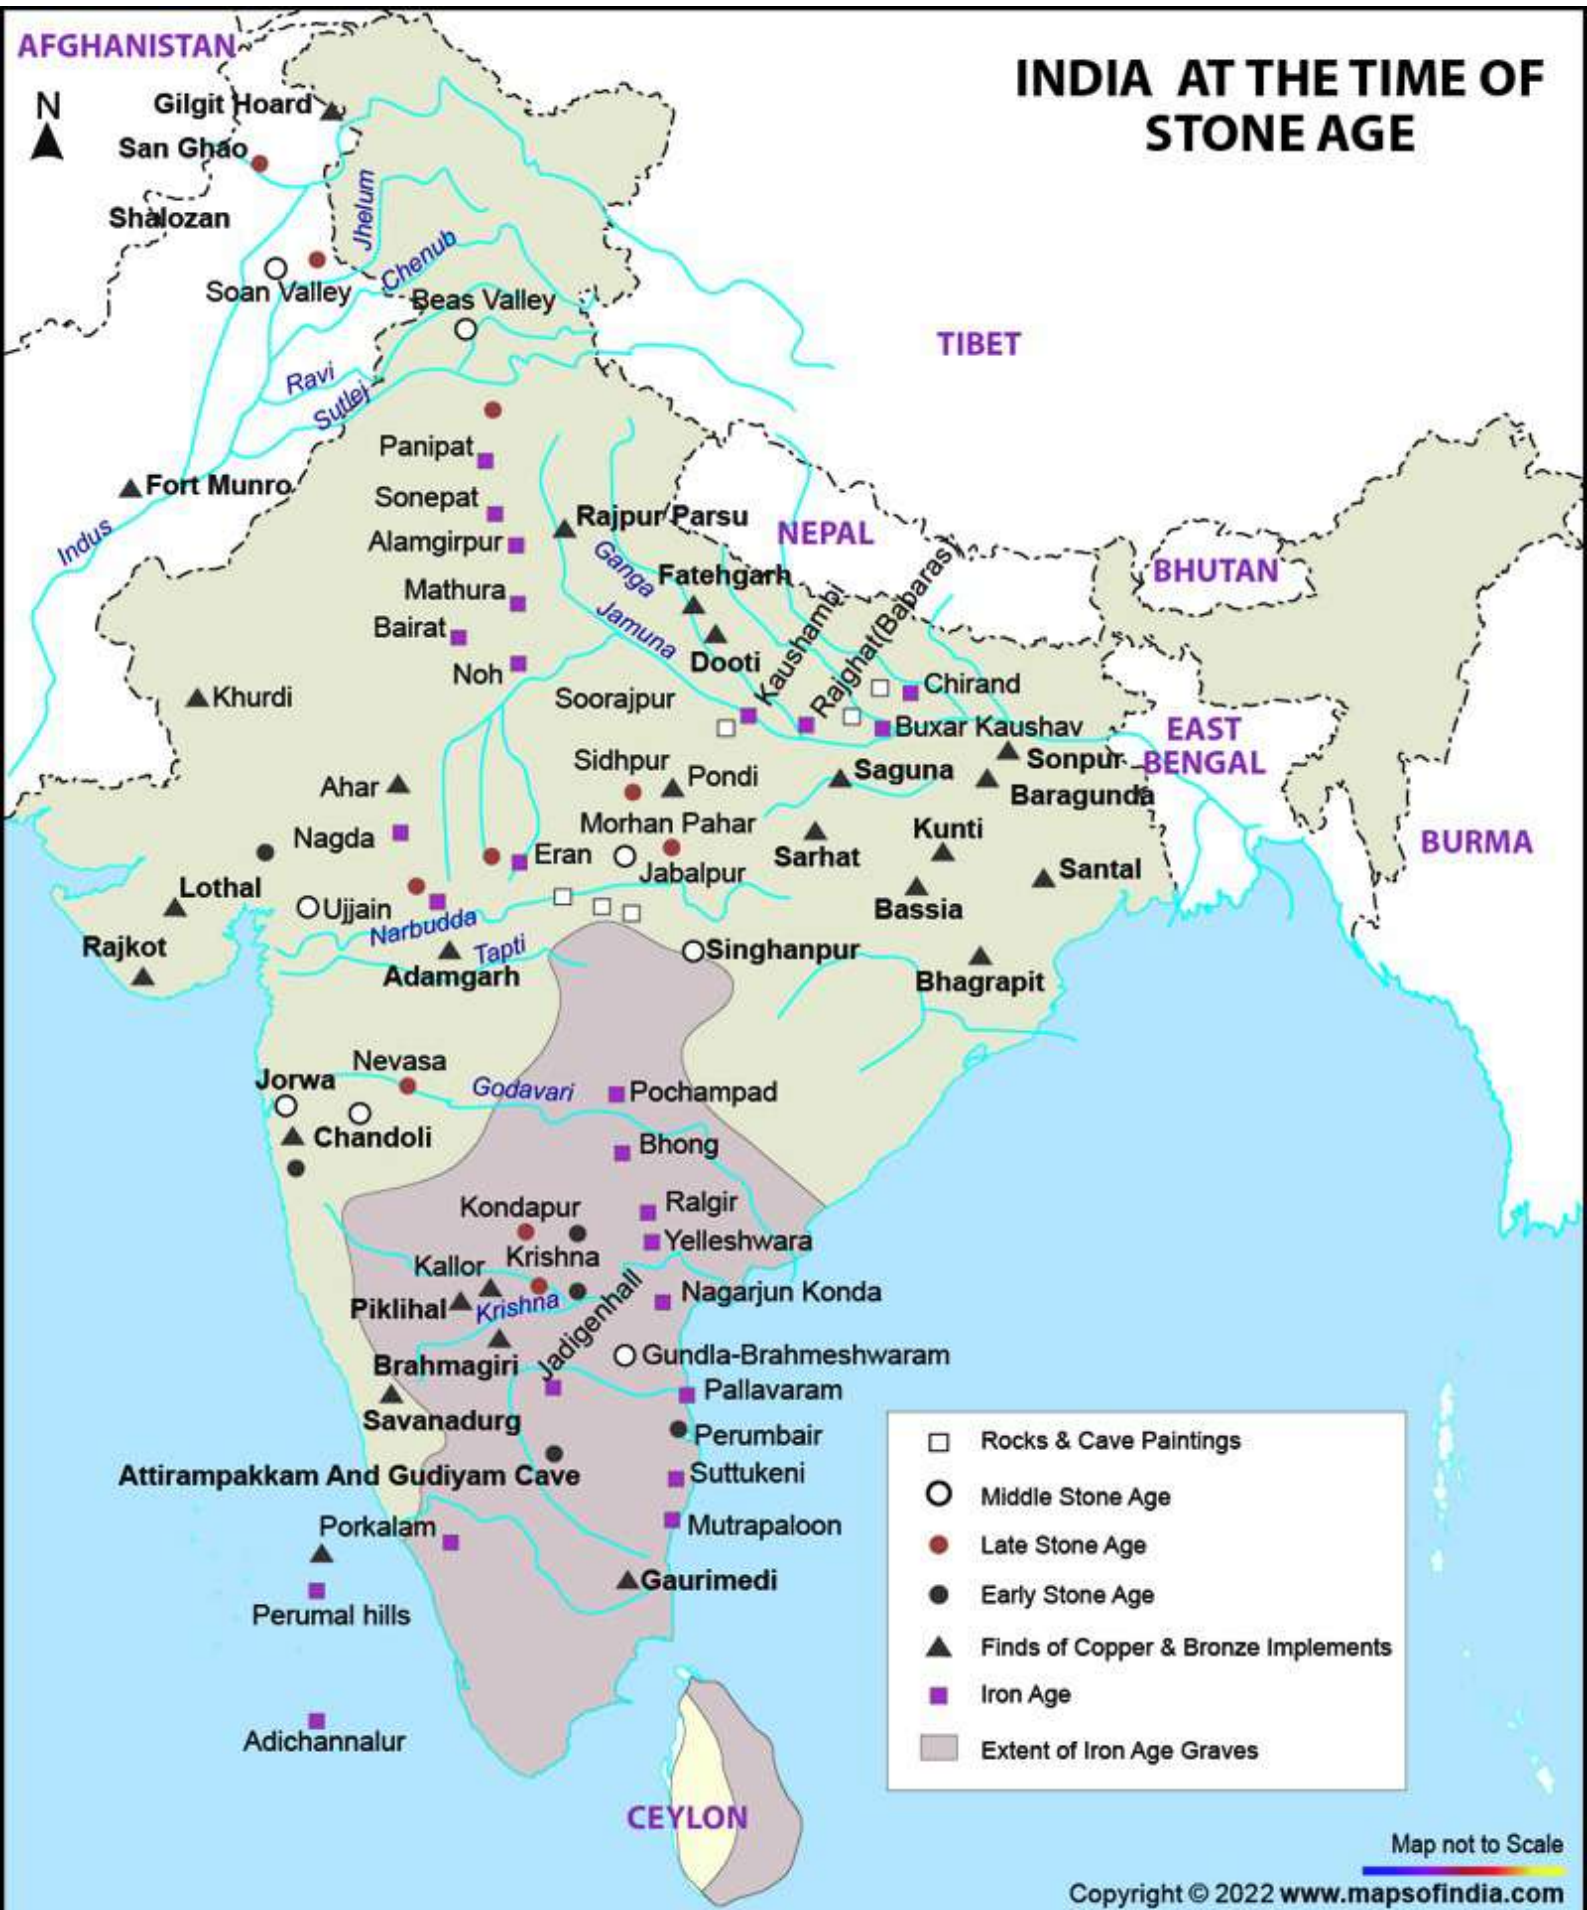 AFGHANISTAN
INDIA AT THE TIME OF
STONE AGE
N
Gilgit Hoard
San Ghao
Shalozan
Jhelum
Chenub
Soan Valley
Beas Valley
TIBET
Ravi
Sutlej
Panipat
Fort Munro
Sonepat
Rajpur Parsu
Indus
Alamgirpur
NEPAL
Ganga
BHUTAN
Fatehgarh
Mathura
Jamuna
Bairat
Kaushambi
Rajghat(Babaras)
Dooti
Noh
Khurdi
Soorajpur
Chirand
Buxar Kaushav
EAST
BENGAL
Sidhpur
Pondi
Saguna
Sonpur
Ahar
Baragunda
Nagda
Morhan Pahar
Kunti
BURMA
Eran
Sarhat
Jabalpur
Santal
Lothal
Ujjain
Bassia
Narbudda
Rajkot
Tapti
Singhanpur
Adamgarh
Bhagrapit
Nevasa
Jorwa
Godavari
Pochampad
Chandoli
Bhong
Kondapur
Ralgir
Krishna
Yelleshwara
Kallor
Piklihal
Krishna
Jadigenhall
Nagarjun Konda
Brahmagiri
Gundla-Brahmeshwaram
Pallavaram
Savanadurg
Perumbair
Attirampakkam And Gudiyam Cave
Suttukeni
Porkalam
Mutrapaloon
Gaurimedi
Perumal hills
Adichannalur
CEYLON
Rocks & Cave Paintings
Middle Stone Age
Late Stone Age
Early Stone Age
Finds of Copper & Bronze Implements
Iron Age
Extent of Iron Age Graves
Map not to Scale
Copyright © 2022 www.mapsofindia.com